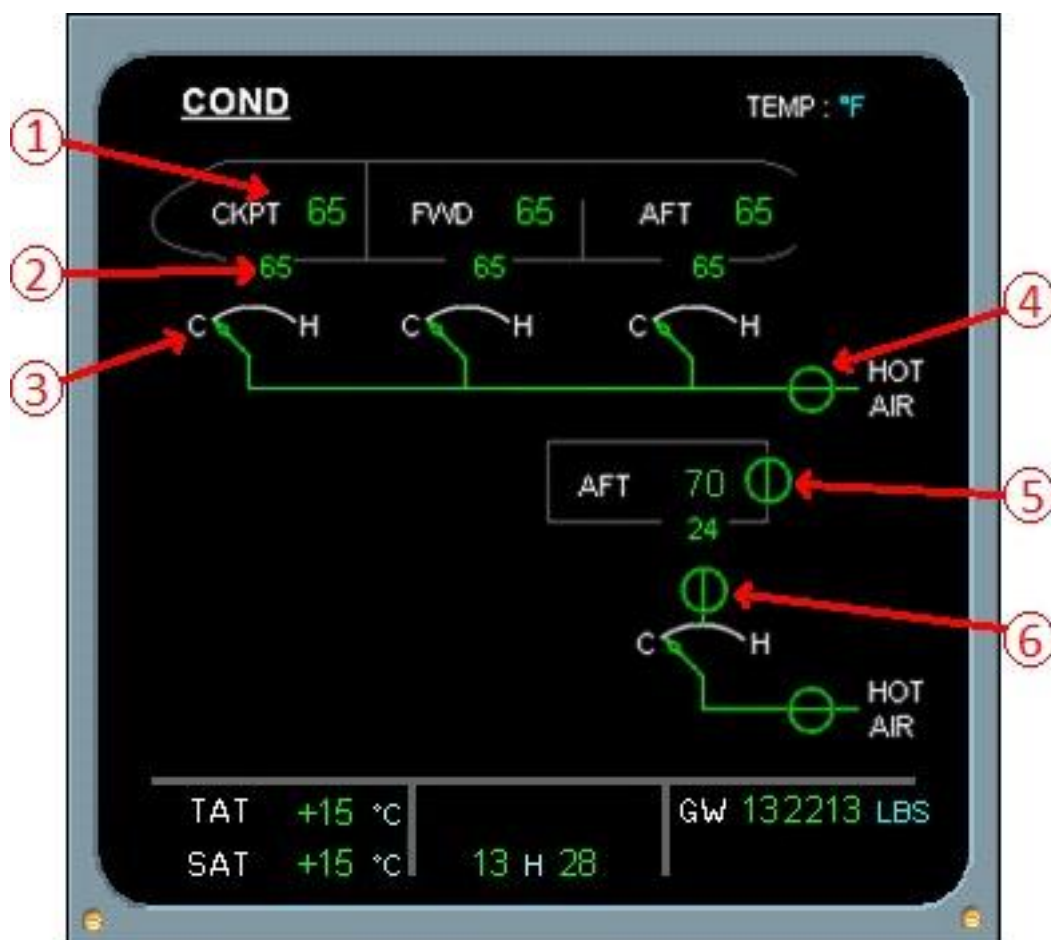 COND
TEMP : °F
1
CKPT 65 FWD 65 AFT 65
2
65 65 65
4
3
C H C H C H
HOT
AIR
AFT 70
5
24
C H
6
HOT
AIR
TAT +15 °C
GW 132213 LBS
SAT +15 °C
13 H 28